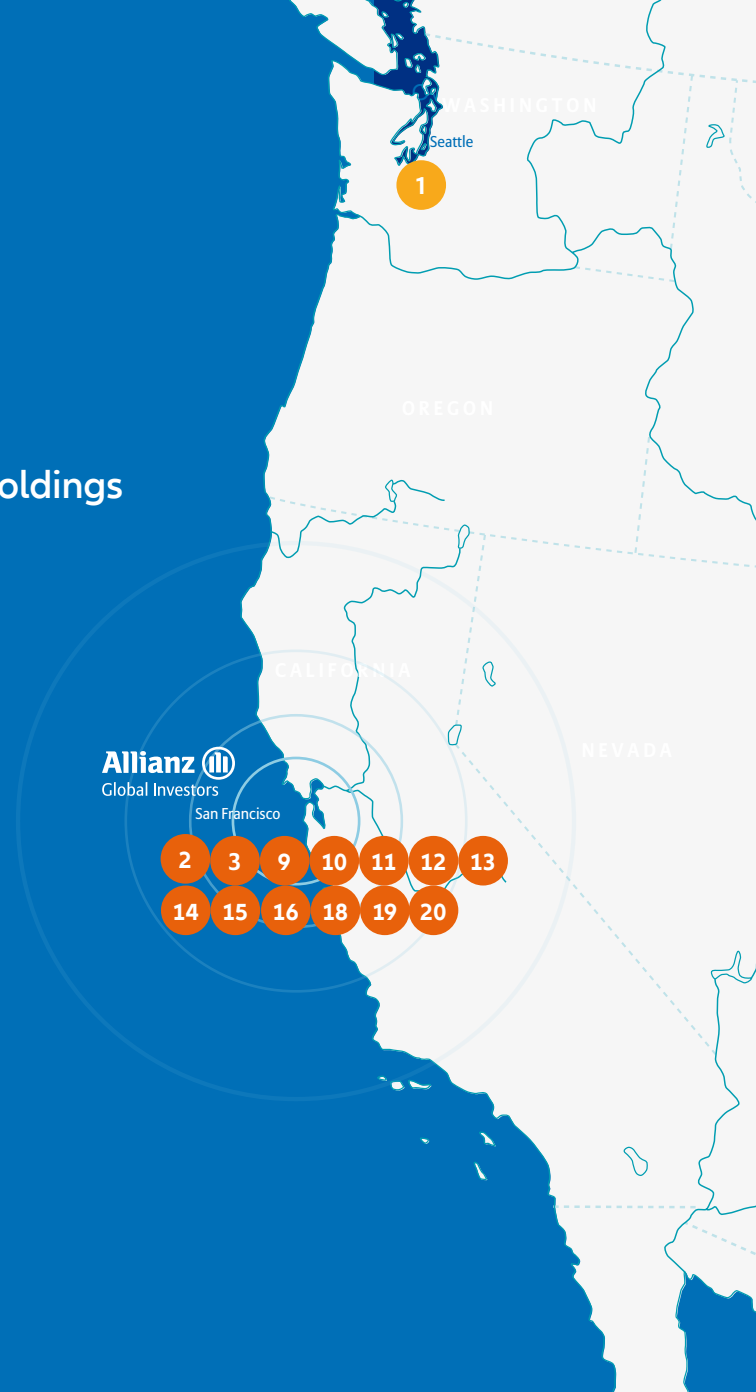 WASHINGTON
Seattle
1
OREGON
oldings
CALIFORNIA
NEVADA
Allianz
Global Investors
San Francisco
2 3 9 10 11 12 13
14 15 16 18 19 20